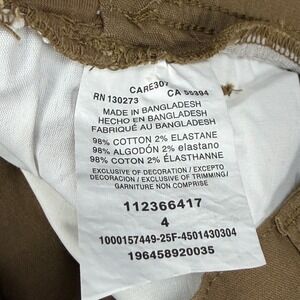 CARE307
RN 130273 CA 55394
MADE IN BANGLADESH
HECHO EN BANGLADESH
FABRIQUÉ AU BANGLADESH
98% COTTON 2% ELASTANE
98% ALGODÓN 2% elastano
98% COTON 2% ÉLASTHANNE
EXCLUSIVE OF DECORATION / EXCEPTO
DECORACION / EXCLUSIVE OF TRIMMING/
GARNITURE NON COMPRISE
112366417
4
1000157449-25F-4501430304
196458920035